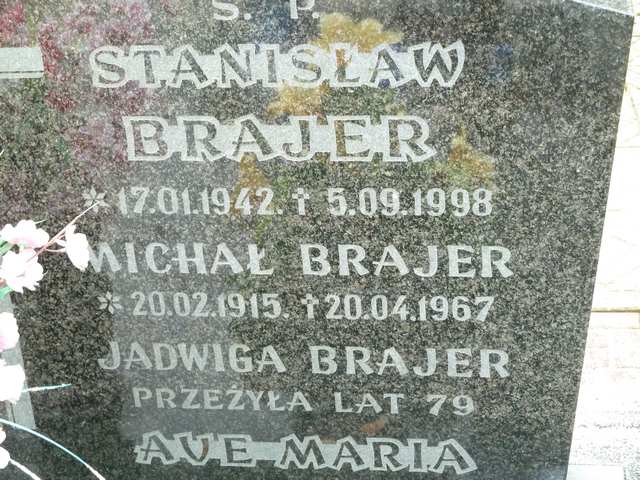 Ś. P.
STANISŁAW
BRAJER
* 17.01.1942. † 5.09.1998
MICHAŁ BRAJER
* 20.02.1915. † 20.04.1967
JADWIGA BRAJER
PRZEŻYŁA LAT 79
AVE MARIA